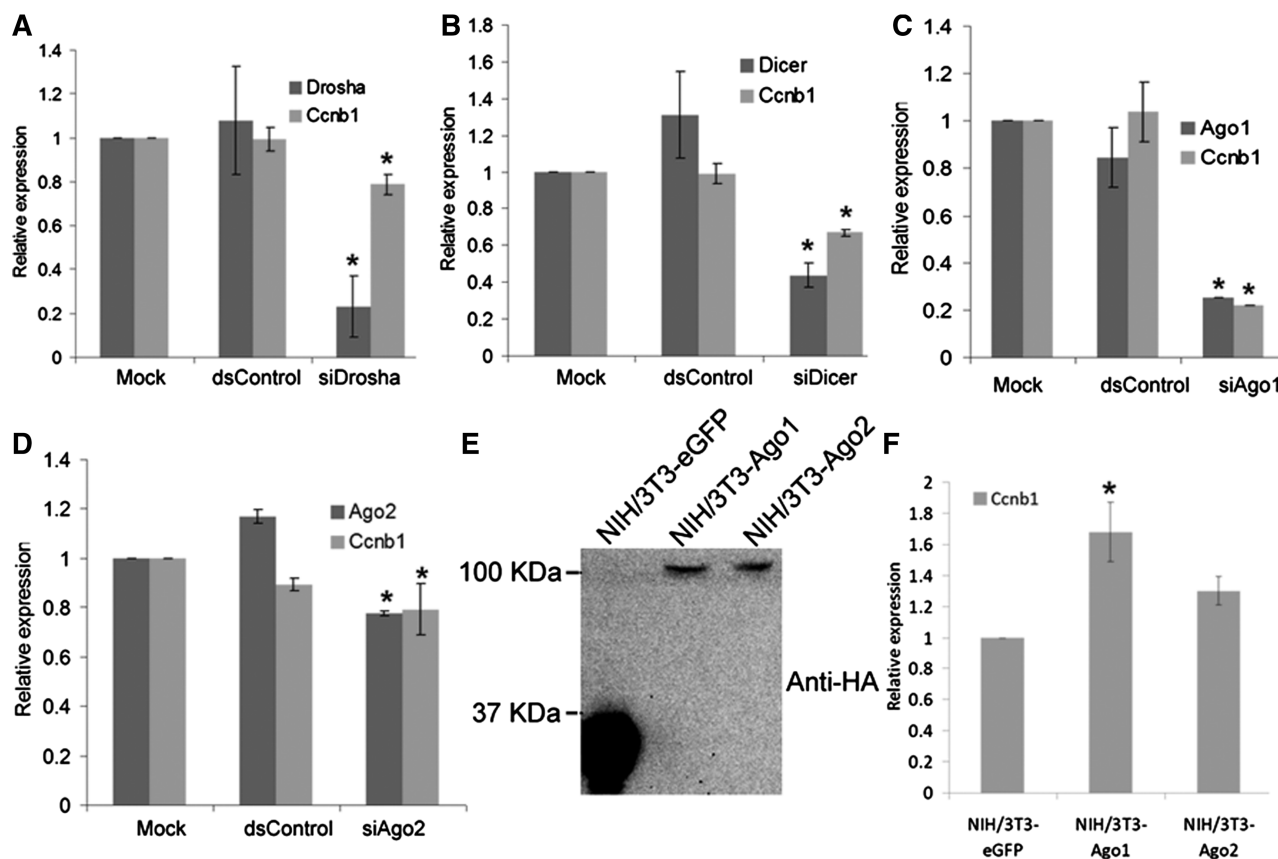 A
Relative expression
1.4
1.2
1
0.8
0.6
0.4
0.2
0
Drosha
Ccnb1
*
*
Mock dsControl siDrosha
B
Relative expression
1.8
1.6
1.4
1.2
1
0.8
0.6
0.4
0.2
0
Dicer
Ccnb1
*
*
Mock dsControl siDicer
C
Relative expression
1.4
1.2
1
0.8
0.6
0.4
0.2
0
Ago1
Ccnb1
* *
Mock dsControl siAgo1
D
Relative expression
1.4
1.2
1
0.8
0.6
0.4
0.2
0
Ago2
Ccnb1
*
*
Mock dsControl siAgo2
E
NIH/3T3-eGFP
NIH/3T3-Ago1
NIH/3T3-Ago2
100 KDa
37 KDa
Anti-HA
F
Relative expression
2
1.8
1.6
1.4
1.2
1
0.8
0.6
0.4
0.2
0
Ccnb1
*
NIH/3T3-
eGFP
NIH/3T3-
Ago1
NIH/3T3-
Ago2